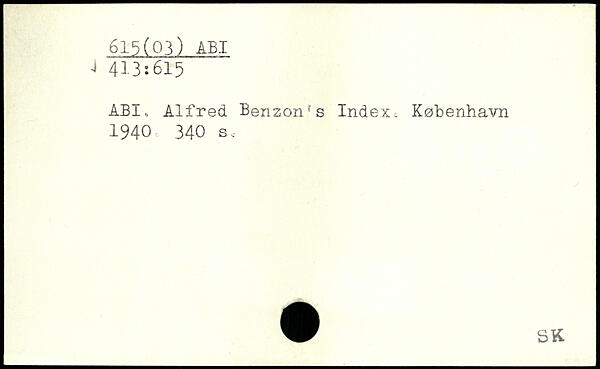 615(03) ABI
413:615
ABI. Alfred Benzon's Index. København
1940. 340 s.
SK